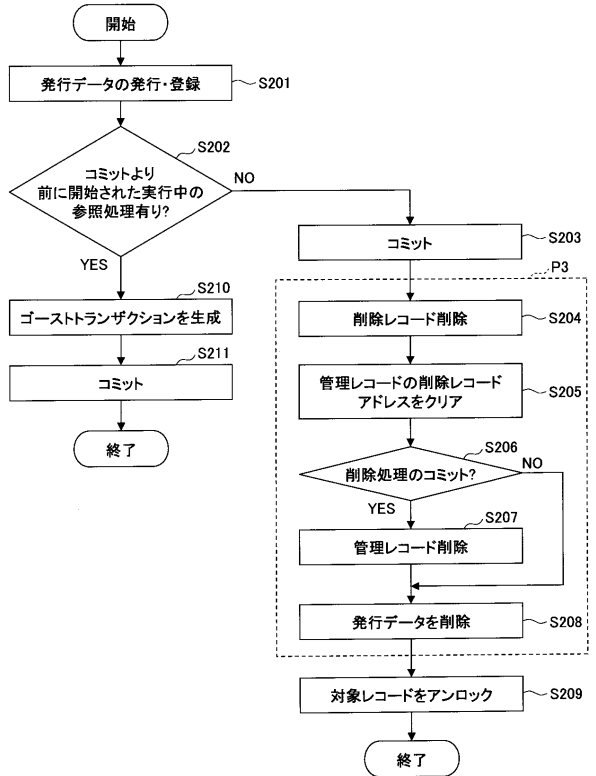 開始
発行データの発行・登録
S201
S202
コミットより
前に開始された実行中の
参照処理有り?
NO
YES
S210
ゴーストトランザクションを生成
S211
コミット
終了
コミット
S203
P3
削除レコード削除
S204
管理レコードの削除レコード
アドレスをクリア
S205
S206
削除処理のコミット?
NO
YES
S207
管理レコード削除
発行データを削除
S208
対象レコードをアンロック
S209
終了